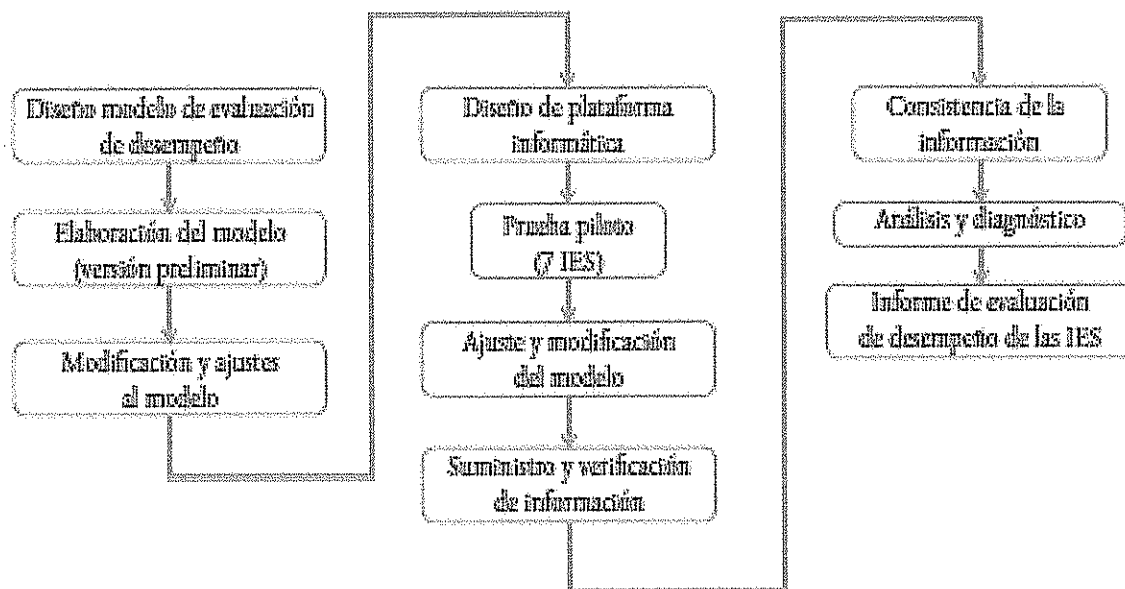 Diseño modelo de evaluación
de desempeño
Elaboración del modelo
(versión preliminar)
Modificación y ajustes
al modelo
Diseño de plataforma
informática
Prueba piloto
(7 IES)
Ajuste y modificación
del modelo
Suministro y verificación
de información
Consistencia de la
información
Análisis y diagnóstico
Informe de evaluación
de desempeño de las IES